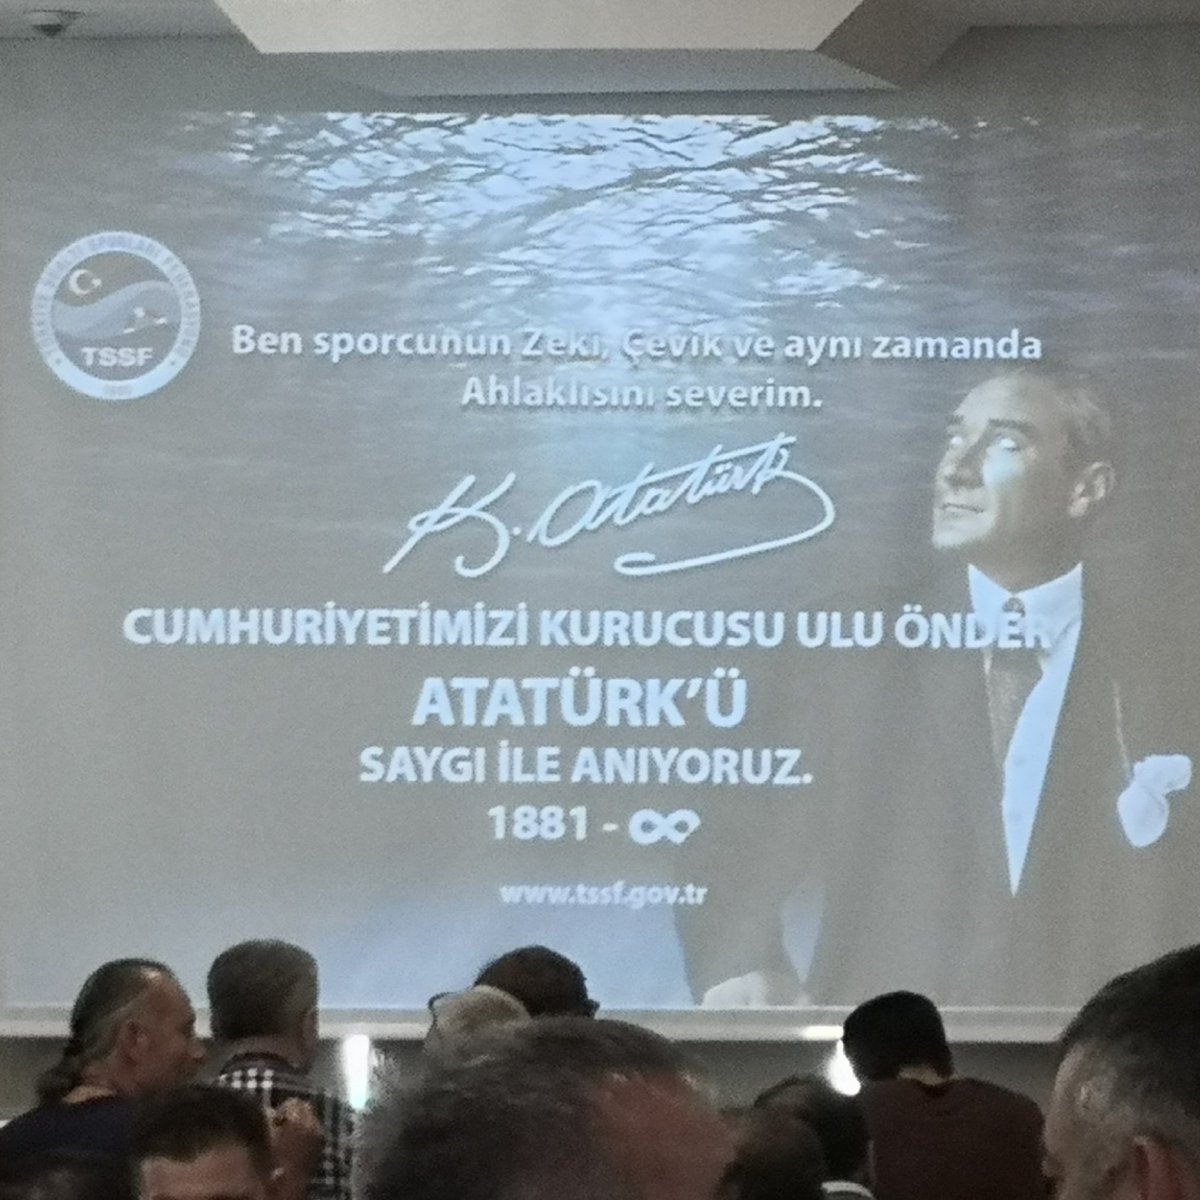 TSSF
Ben sporcunun Zeki, Çevik ve aynı zamanda
Ahlaklısını severim.
K. Atatürk
CUMHURİYETİMİZİ KURUCUSU ULU ÖNDER
ATATÜRK'Ü
SAYGI İLE ANIYORUZ.
1881 - ∞
www.tssf.gov.tr